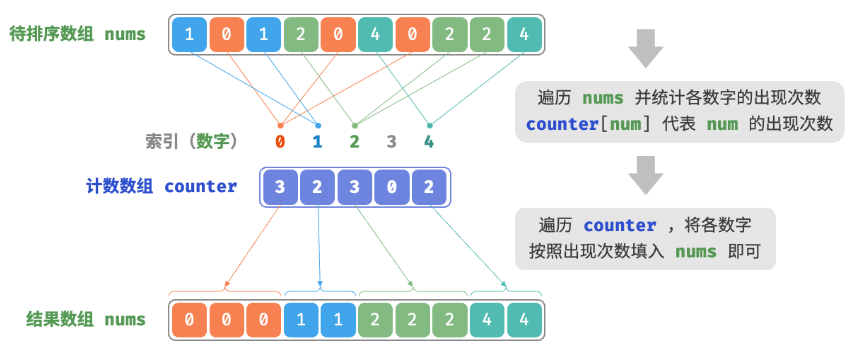 待排序数组 nums
1 0 1 2 0 4 0 2 2 4
遍历 nums 并统计各数字的出现次数
counter[num] 代表 num 的出现次数
索引（数字） 0 1 2 3 4
计数数组 counter
3 2 3 0 2
遍历 counter ，将各数字
按照出现次数填入 nums 即可
结果数组 nums
0 0 0 1 1 2 2 2 4 4